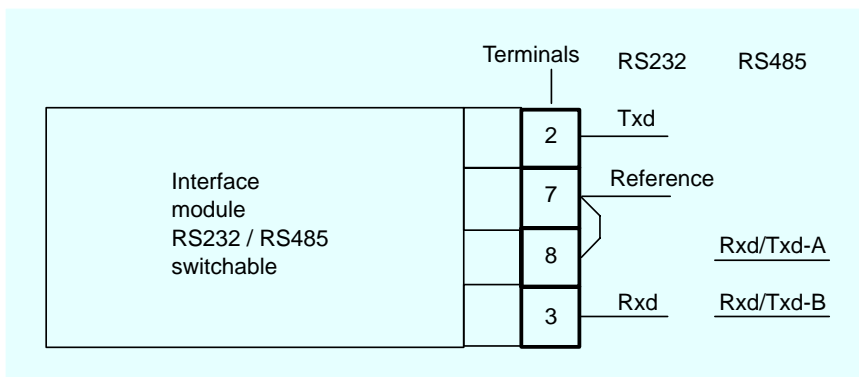 Terminals RS232 RS485
2 Txd
Interface
module
RS232 / RS485
switchable
7 Reference
8 Rxd/Txd-A
3 Rxd Rxd/Txd-B